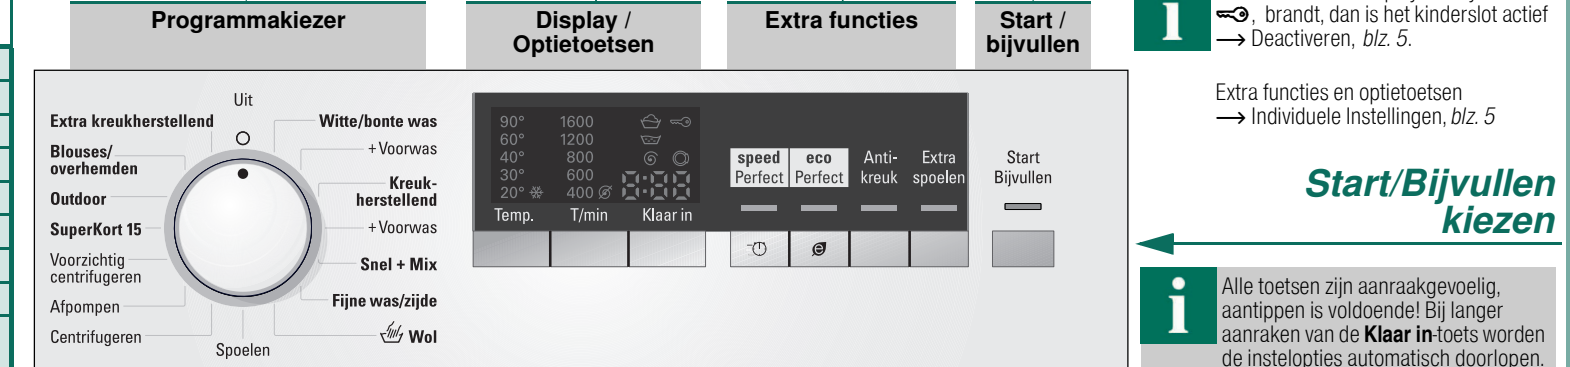 Programmakiezer
Display /
Optietoetsen
Extra functies
Start /
bijvullen
Uit
Extra kreukherstellend
Blouses/
overhemden
Outdoor
SuperKort 15
Voorzichtig
centrifugeren
Afpompen
Centrifugeren
Spoelen
Witte/bonte was
+Voorwas
Kreuk-
herstellend
+Voorwas
Snel + Mix
Fijne was/zijde
Wol
90° 1600
60° 1200
40° 800
30° 600
20° 400 8:88
Temp. T/min Klaar in
speed
Perfect
eco
Perfect
Anti-
kreuk
Extra
spoelen
Start
Bijvullen
, brandt, dan is het kinderslot actief
→ Deactiveren, blz. 5.
Extra functies en optietoetsen
→ Individuele Instellingen, blz. 5
Start/Bijvullen
kiezen
i
Alle toetsen zijn aanraakgevoelig,
aantippen is voldoende! Bij langer
aanraken van de Klaar in-toets worden
de instelopties automatisch doorlopen.